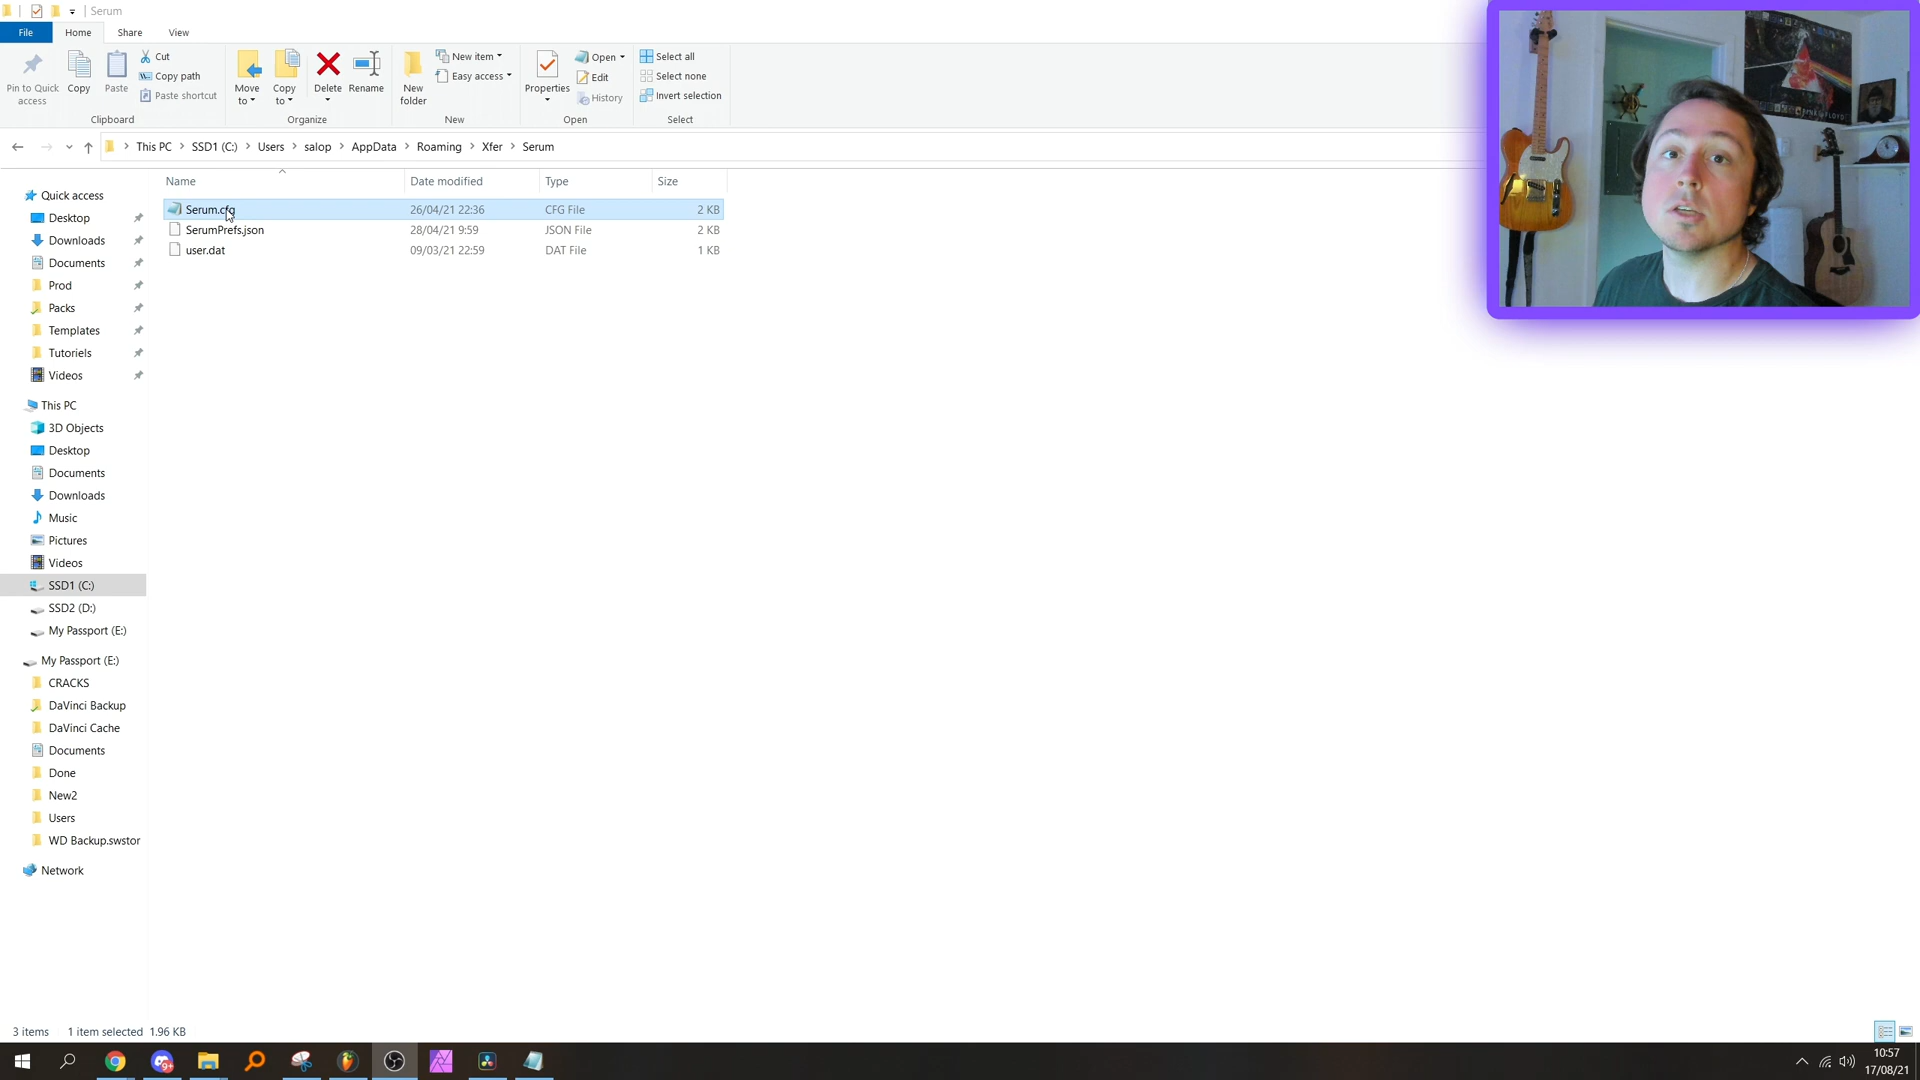 Serum
File Home Share View
Pin to Quick access
Copy
Paste
Cut
Copy path
Paste shortcut
Clipboard
Move to
Copy to
Delete
Rename
Organize
New folder
New item
Easy access
New
Properties
Open
Edit
History
Open
Select all
Select none
Invert selection
Select
This PC > SSD1 (C:) > Users > salop > AppData > Roaming > Xfer > Serum
Name Date modified Type Size
Serum.cfg 26/04/21 22:36 CFG File 2 KB
SerumPrefs.json 28/04/21 9:59 JSON File 2 KB
user.dat 09/03/21 22:59 DAT File 1 KB
Quick access
Desktop
Downloads
Documents
Prod
Packs
Templates
Tutoriels
Videos
This PC
3D Objects
Desktop
Documents
Downloads
Music
Pictures
Videos
SSD1 (C:)
SSD2 (D:)
My Passport (E:)
My Passport (E:)
CRACKS
DaVinci Backup
DaVinci Cache
Documents
Done
New2
Users
WD Backup.swstor
Network
3 items 1 item selected 1.96 KB
9+
10:57
17/08/21